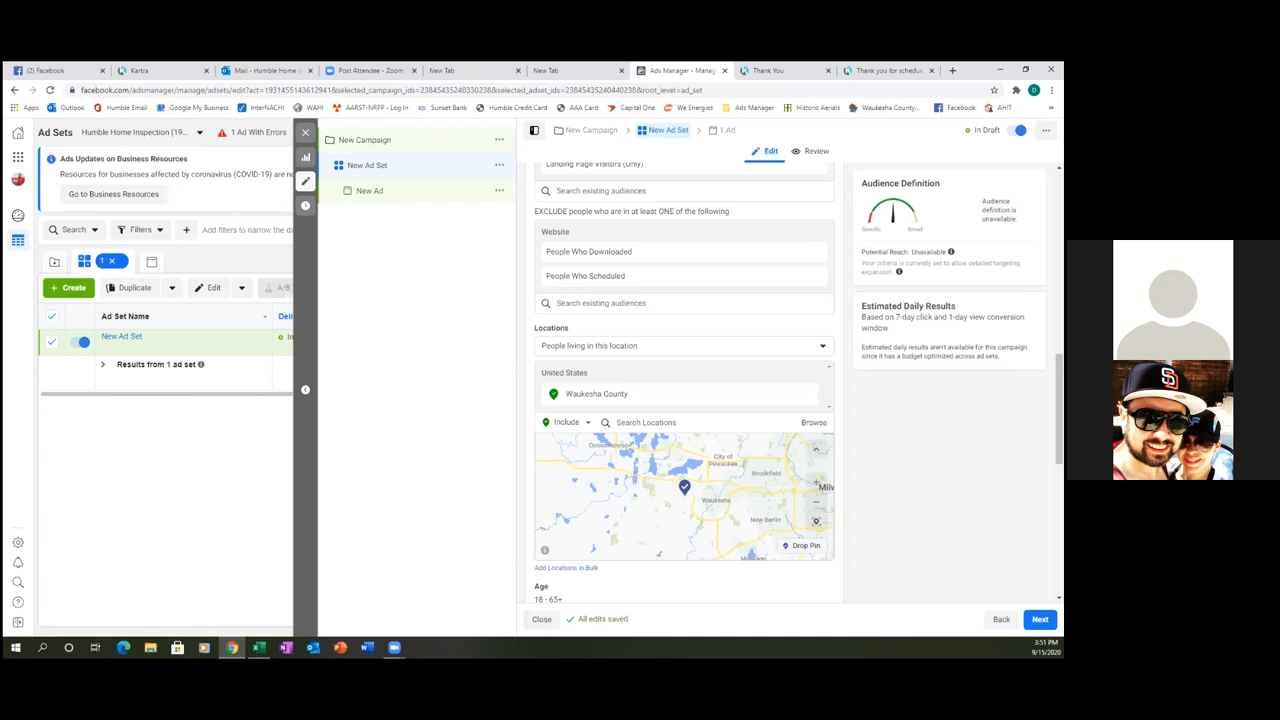 (2) Facebook
Kartra
Mail - Humble Home I
Post Attendee - Zoom
New Tab
New Tab
Ads Manager - Manag
Thank You
Thank you for schedu
facebook.com/adsmanager/manage/adsets/edit?act=1931455143612941&selected_campaign_ids=23845435240330238&selected_adset_ids=23845435240440238&root_level=ad_set
Apps
Outlook
Humble Email
My Google Business
InterNACHI
WAHI
AARST-NRPP • Log In
Sunset Bank
Humble Credit Card
AAA Card
Capital One
We Energies
Ads Manager
Historic Aerials
Waukesha County...
Facebook
AHIT
Ad Sets
Humble Home Inspection (19...
1 Ad With Errors
Ads Updates on Business Resources
Resources for businesses affected by coronavirus (COVID-19) are now
Go to Business Resources
Search
Filters
Add filters to narrow the da
1
Create
Duplicate
Edit
A/B
Ad Set Name
Deli
New Ad Set
In
Results from 1 ad set
New Campaign
New Ad Set
New Ad
New Campaign
New Ad Set
1 Ad
In Draft
Edit
Review
Landing Page Visitors (Only)
Search existing audiences
EXCLUDE people who are in at least ONE of the following
Website
People Who Downloaded
People Who Scheduled
Search existing audiences
Locations
People living in this location
United States
Waukesha County
Include
Search Locations
Browse
Oconomowoc
City of
Pewaukee
Brookfield
Milw
Waukesha
New Berlin
Drop Pin
Add Locations in Bulk
Age
18 - 65+
Audience Definition
Audience
definition is
unavailable.
Specific
Broad
Potential Reach: Unavailable
Your criteria is currently set to allow detailed targeting
expansion.
Estimated Daily Results
Based on 7-day click and 1-day view conversion
window
Estimated daily results aren't available for this campaign
since it has a budget optimized across ad sets.
Close
All edits saved
Back
Next
3:51 PM
9/15/2020